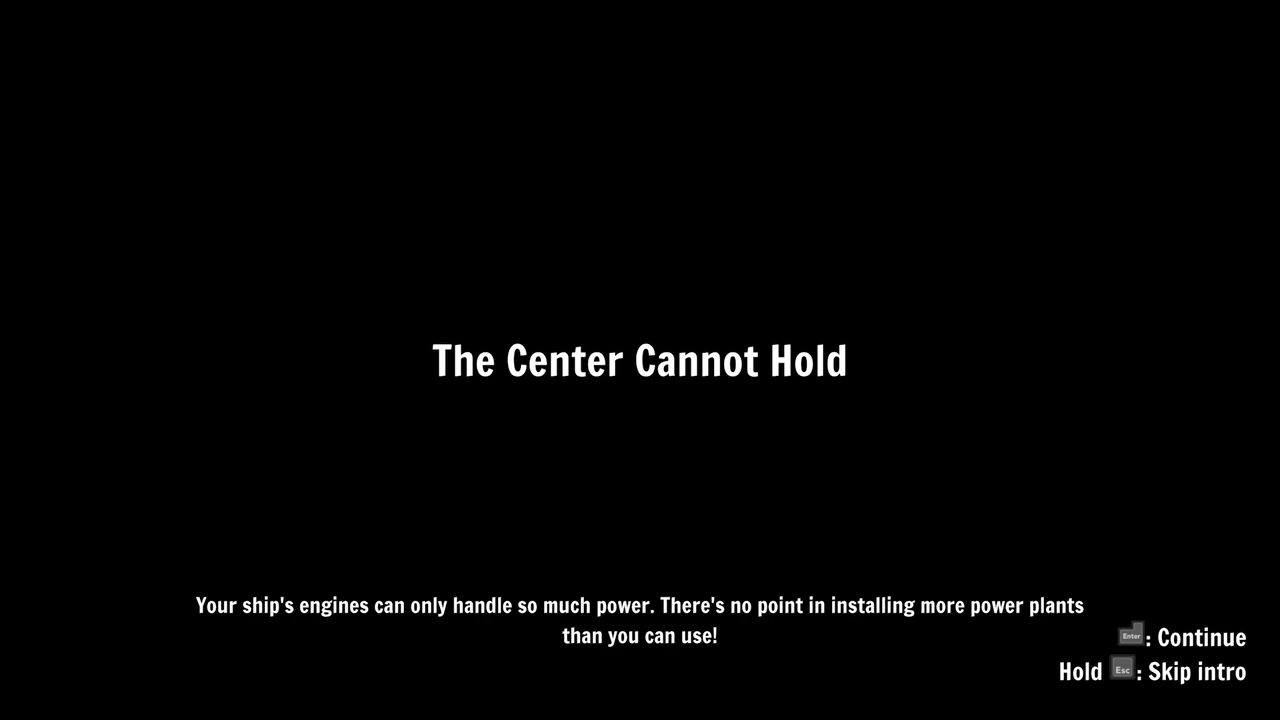 The Center Cannot Hold
Your ship's engines can only handle so much power. There's no point in installing more power plants
than you can use!
Enter : Continue
Hold Esc : Skip intro